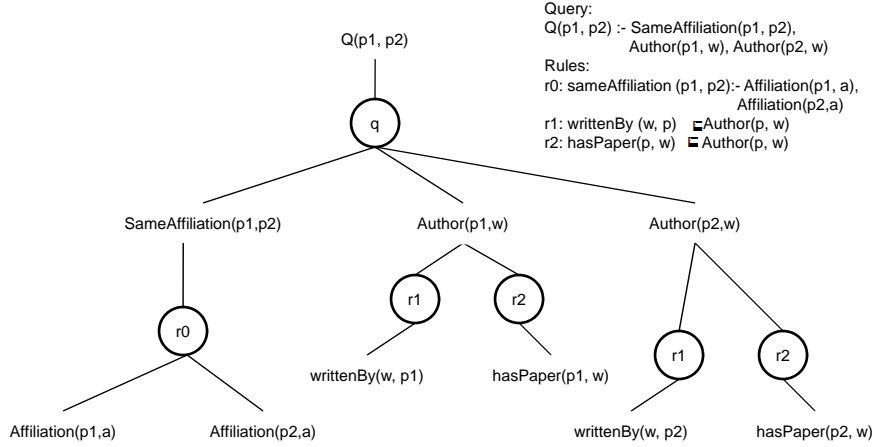 Query:
Q(p1, p2) :- SameAffiliation(p1, p2),
Author(p1, w), Author(p2, w)
Rules:
r0: sameAffiliation (p1, p2):- Affiliation(p1, a),
Affiliation(p2,a)
r1: writtenBy (w, p) ⊑Author(p, w)
r2: hasPaper(p, w) ⊑ Author(p, w)
Q(p1, p2)
q
SameAffiliation(p1,p2) Author(p1,w) Author(p2,w)
r1 r2
r0
r1 r2
writtenBy(w, p1) hasPaper(p1, w)
Affiliation(p1,a) Affiliation(p2,a) writtenBy(w, p2) hasPaper(p2, w)